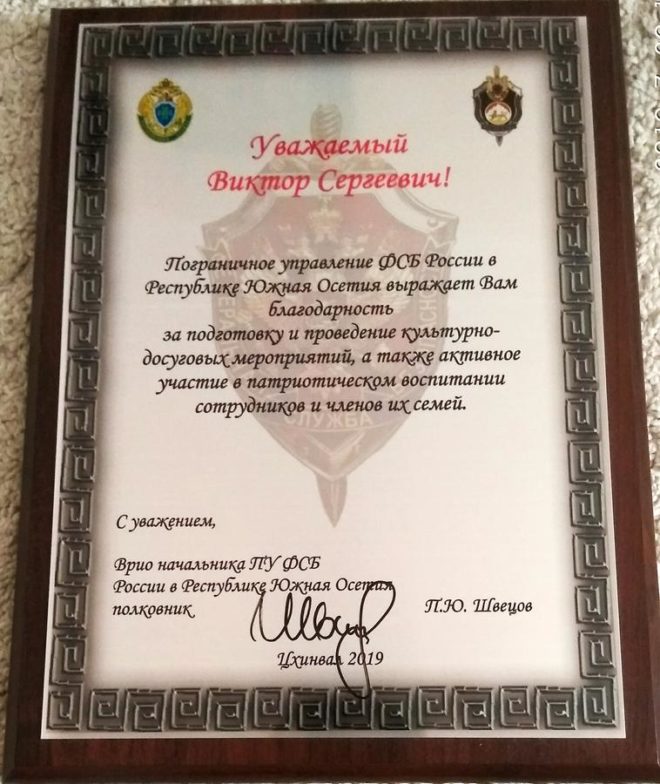 Уважаемый
Виктор Сергеевич!
Пограничное управление ФСБ России в
Республике Южная Осетия выражает Вам
благодарность
за подготовку и проведение культурно-
досуговых мероприятий, а также активное
участие в патриотическом воспитании
сотрудников и членов их семей.
СЛУЖБА
С уважением,
Врио начальника ПУ ФСБ
России в Республике Южная Осетия
полковник
П.Ю. Швецов
Цхинвал 2019